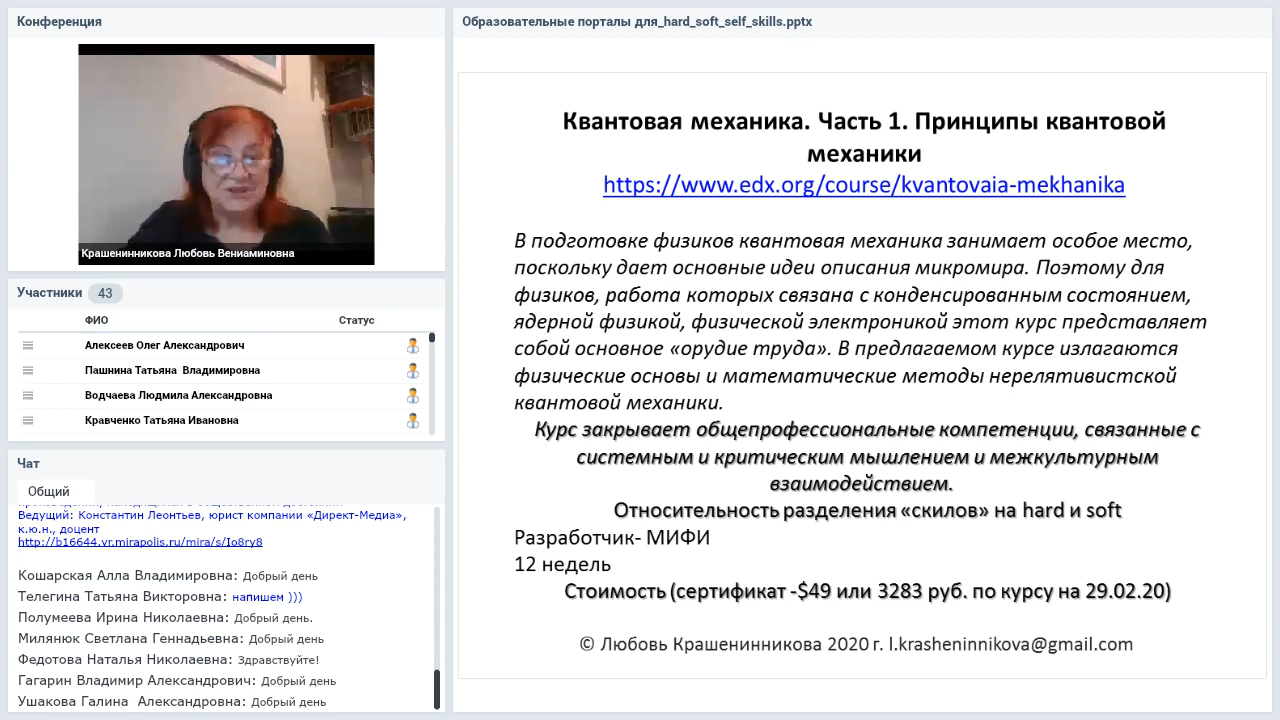 Конференция
Крашенинникова Любовь Вениаминовна
Участники 43
ФИО Статус
Алексеев Олег Александрович
Пашнина Татьяна Владимировна
Водчаева Людмила Александровна
Кравченко Татьяна Ивановна
Чат
Общий
Ведущий: Константин Леонтьев, юрист компании «Директ-Медиа»,
к.ю.н., доцент
http://b16644.vr.mirapolis.ru/mira/s/Io8ry8
Кошарская Алла Владимировна: Добрый день
Телегина Татьяна Викторовна: напишем )))
Полумеева Ирина Николаевна: Добрый день.
Милянюк Светлана Геннадьевна: Добрый день
Федотова Наталья Николаевна: Здравствуйте!
Гагарин Владимир Александрович: Добрый день
Ушакова Галина Александровна: Добрый день
Образовательные порталы для_hard_soft_self_skills.pptx
Квантовая механика. Часть 1. Принципы квантовой
механики
https://www.edx.org/course/kvantovaia-mekhanika
В подготовке физиков квантовая механика занимает особое место,
поскольку дает основные идеи описания микромира. Поэтому для
физиков, работа которых связана с конденсированным состоянием,
ядерной физикой, физической электроникой этот курс представляет
собой основное «орудие труда». В предлагаемом курсе излагаются
физические основы и математические методы нерелятивистской
квантовой механики.
Курс закрывает общепрофессиональные компетенции, связанные с
системным и критическим мышлением и межкультурным
взаимодействием.
Относительность разделения «скилов» на hard и soft
Разработчик- МИФИ
12 недель
Стоимость (сертификат -$49 или 3283 руб. по курсу на 29.02.20)
© Любовь Крашенинникова 2020 г. l.krasheninnikova@gmail.com